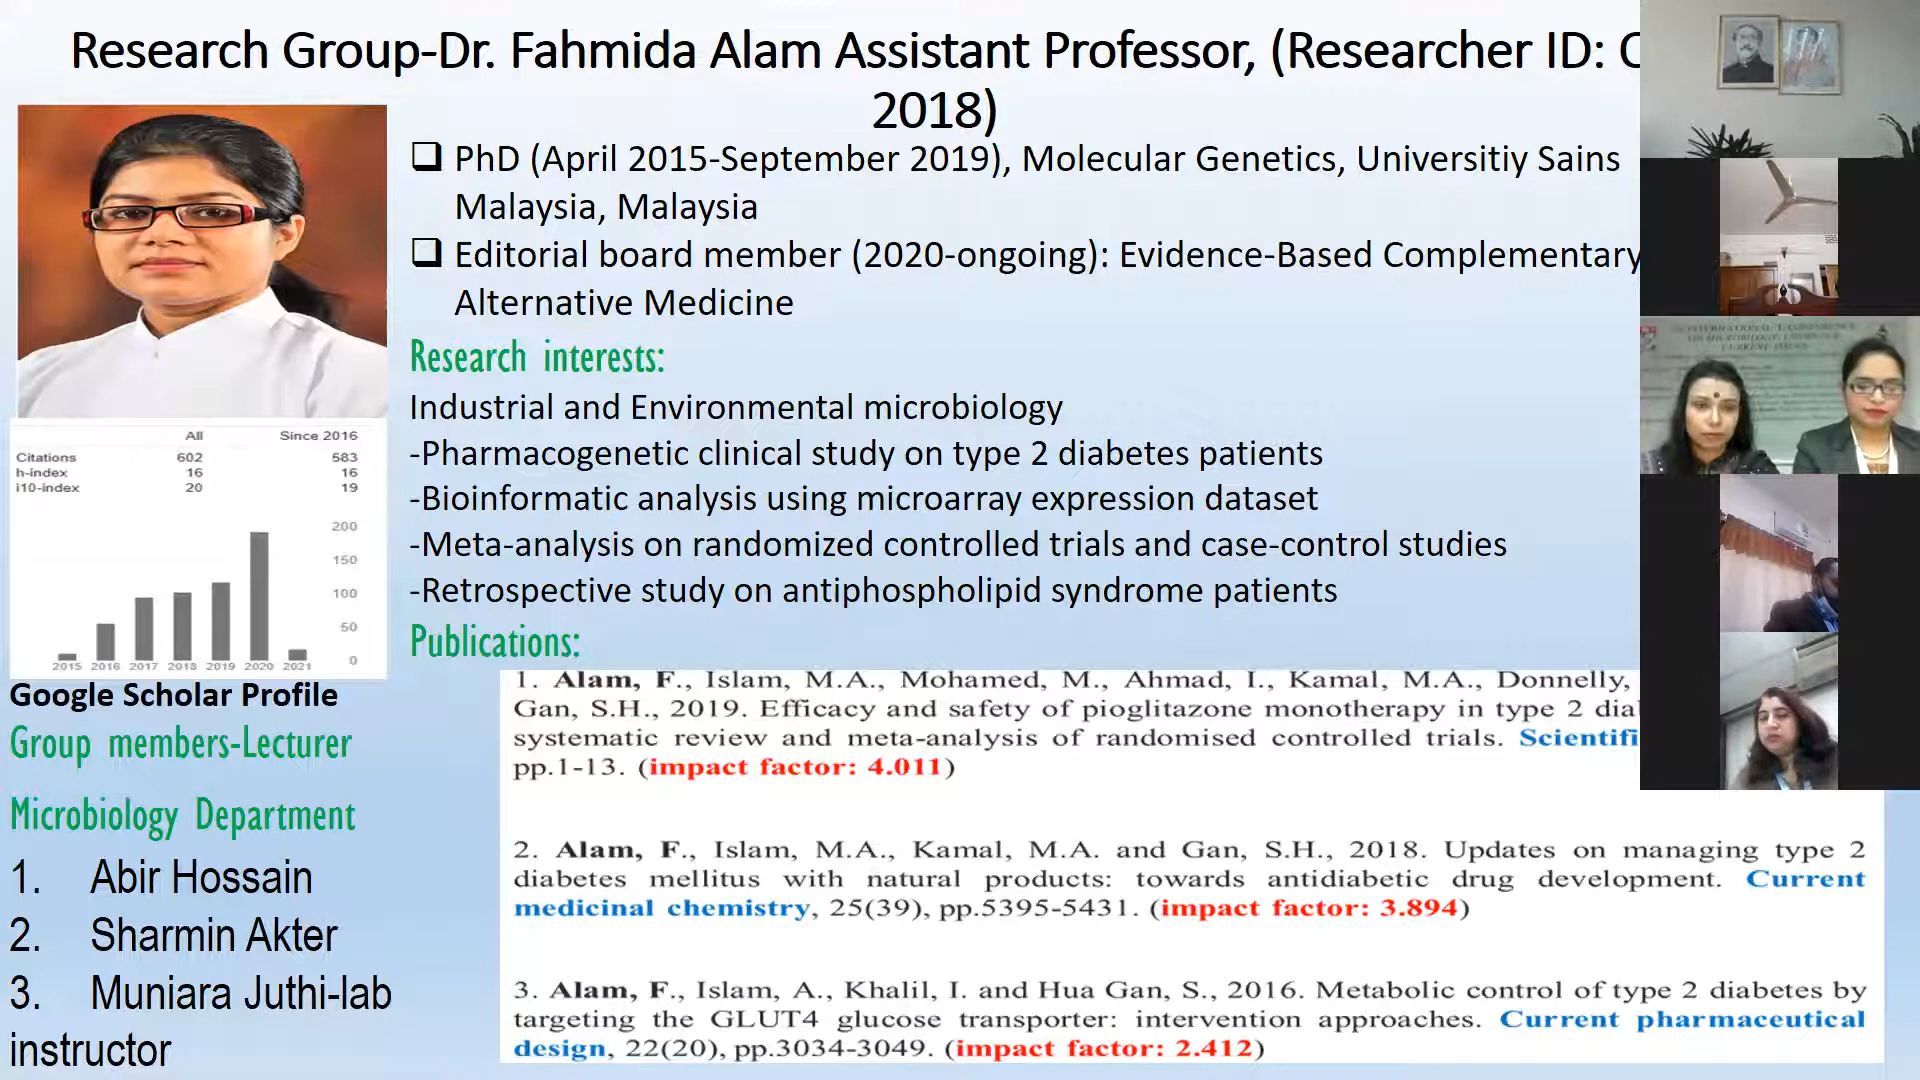 Research Group-Dr. Fahmida Alam Assistant Professor, (Researcher ID:
2018)
PhD (April 2015-September 2019), Molecular Genetics, Universitiy Sains
Malaysia, Malaysia
Editorial board member (2020-ongoing): Evidence-Based Complementary
Alternative Medicine
Research interests:
Industrial and Environmental microbiology
-Pharmacogenetic clinical study on type 2 diabetes patients
-Bioinformatic analysis using microarray expression dataset
-Meta-analysis on randomized controlled trials and case-control studies
-Retrospective study on antiphospholipid syndrome patients
Publications:
All Since 2016
Citations 602 583
h-index 16 16
i10-index 20 19
200
150
100
50
0
2015 2016 2017 2018 2019 2020 2021
Google Scholar Profile
Group members-Lecturer
Microbiology Department
1. Abir Hossain
2. Sharmin Akter
3. Muniara Juthi-lab
instructor
1. Alam, F., Islam, M.A., Mohamed, M., Ahmad, I., Kamal, M.A., Donnelly,
Gan, S.H., 2019. Efficacy and safety of pioglitazone monotherapy in type 2
systematic review and meta-analysis of randomised controlled trials.
pp.1-13. (impact factor: 4.011)
2. Alam, F., Islam, M.A., Kamal, M.A. and Gan, S.H., 2018. Updates on managing type 2
diabetes mellitus with natural products: towards antidiabetic drug development. Current
medicinal chemistry, 25(39), pp.5395-5431. (impact factor: 3.894)
3. Alam, F., Islam, A., Khalil, I. and Hua Gan, S., 2016. Metabolic control of type 2 diabetes by
targeting the GLUT4 glucose transporter: intervention approaches. Current pharmaceutical
design, 22(20), pp.3034-3049. (impact factor: 2.412)
INTERNATIONAL CONFERENCE